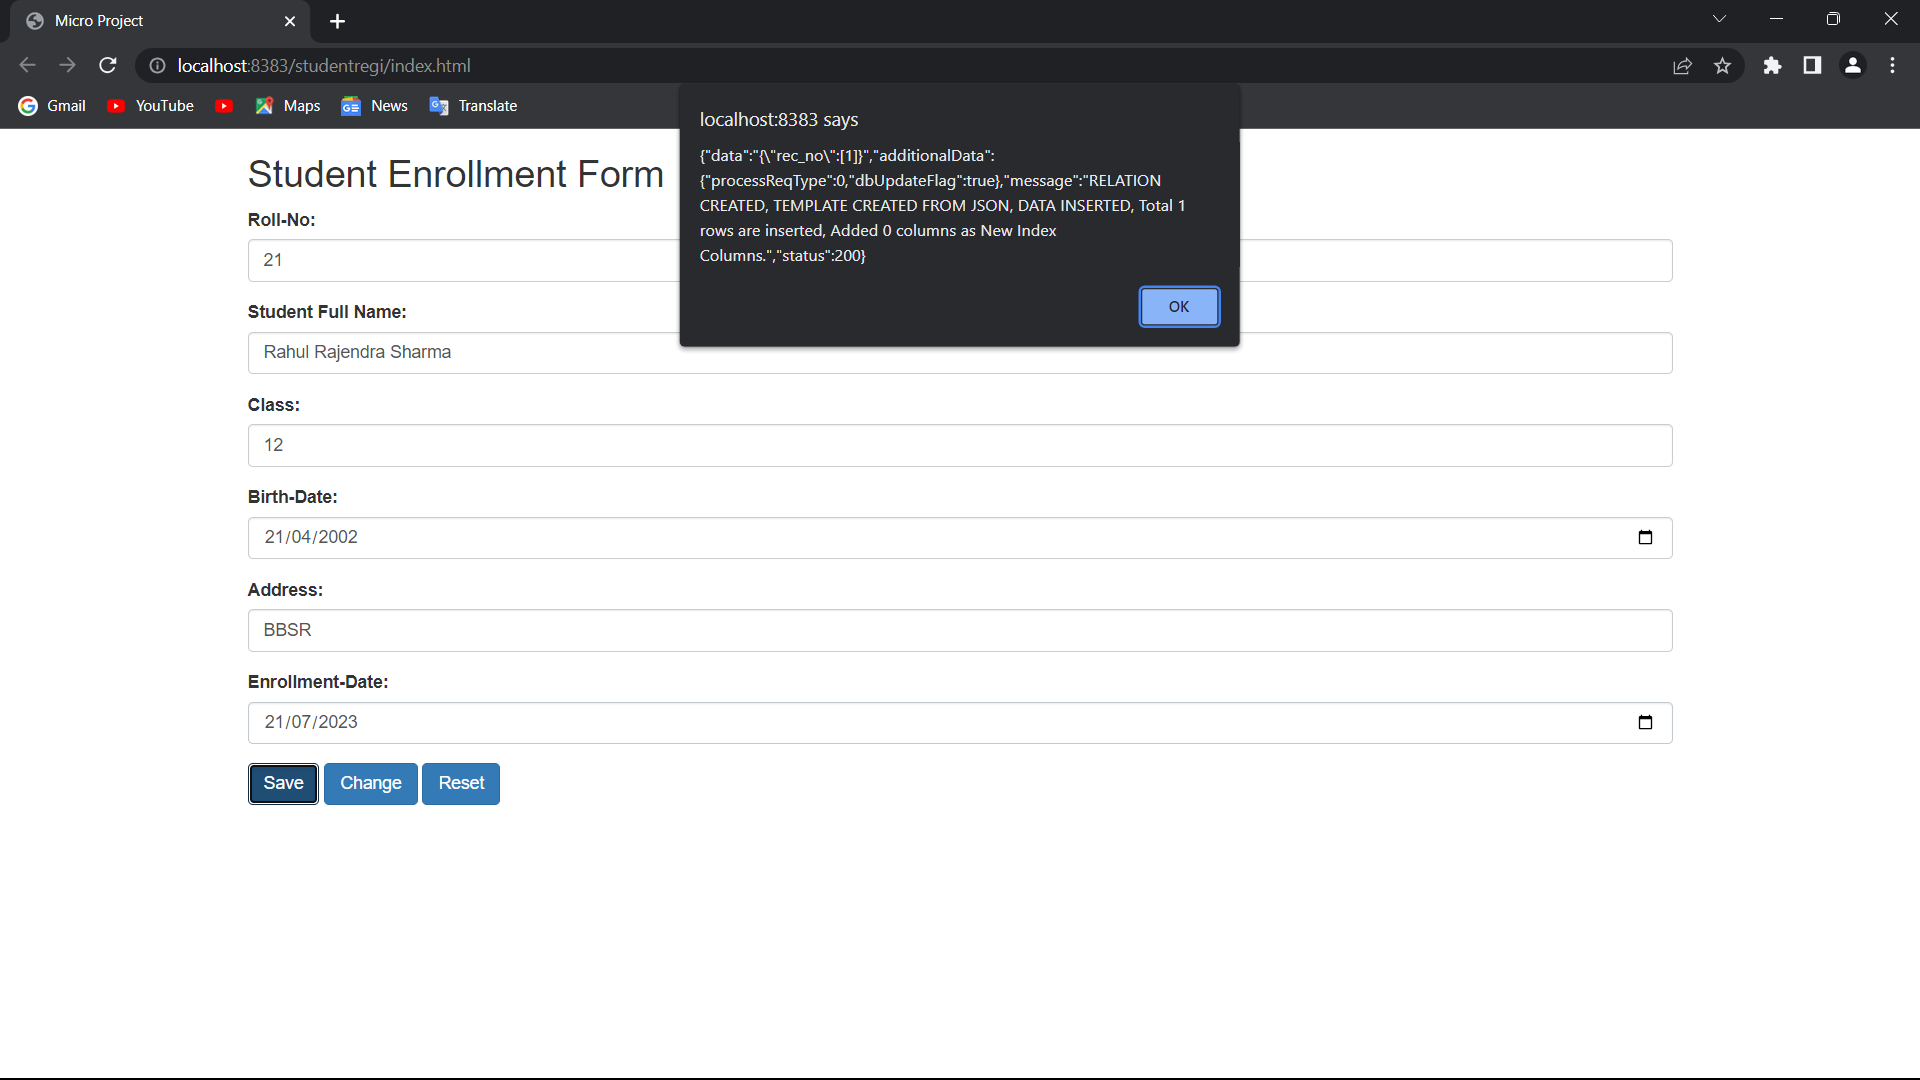 Micro Project
localhost:8383/studentregi/index.html
Gmail YouTube Maps News Translate
localhost:8383 says
{"data":"{\"rec_no\":[1]}","additionalData":
{"processReqType":0,"dbUpdateFlag":true},"message":"RELATION
CREATED, TEMPLATE CREATED FROM JSON, DATA INSERTED, Total 1
rows are inserted, Added 0 columns as New Index
Columns.","status":200}
OK
Student Enrollment Form
Roll-No:
21
Student Full Name:
Rahul Rajendra Sharma
Class:
12
Birth-Date:
21/04/2002
Address:
BBSR
Enrollment-Date:
21/07/2023
Save Change Reset